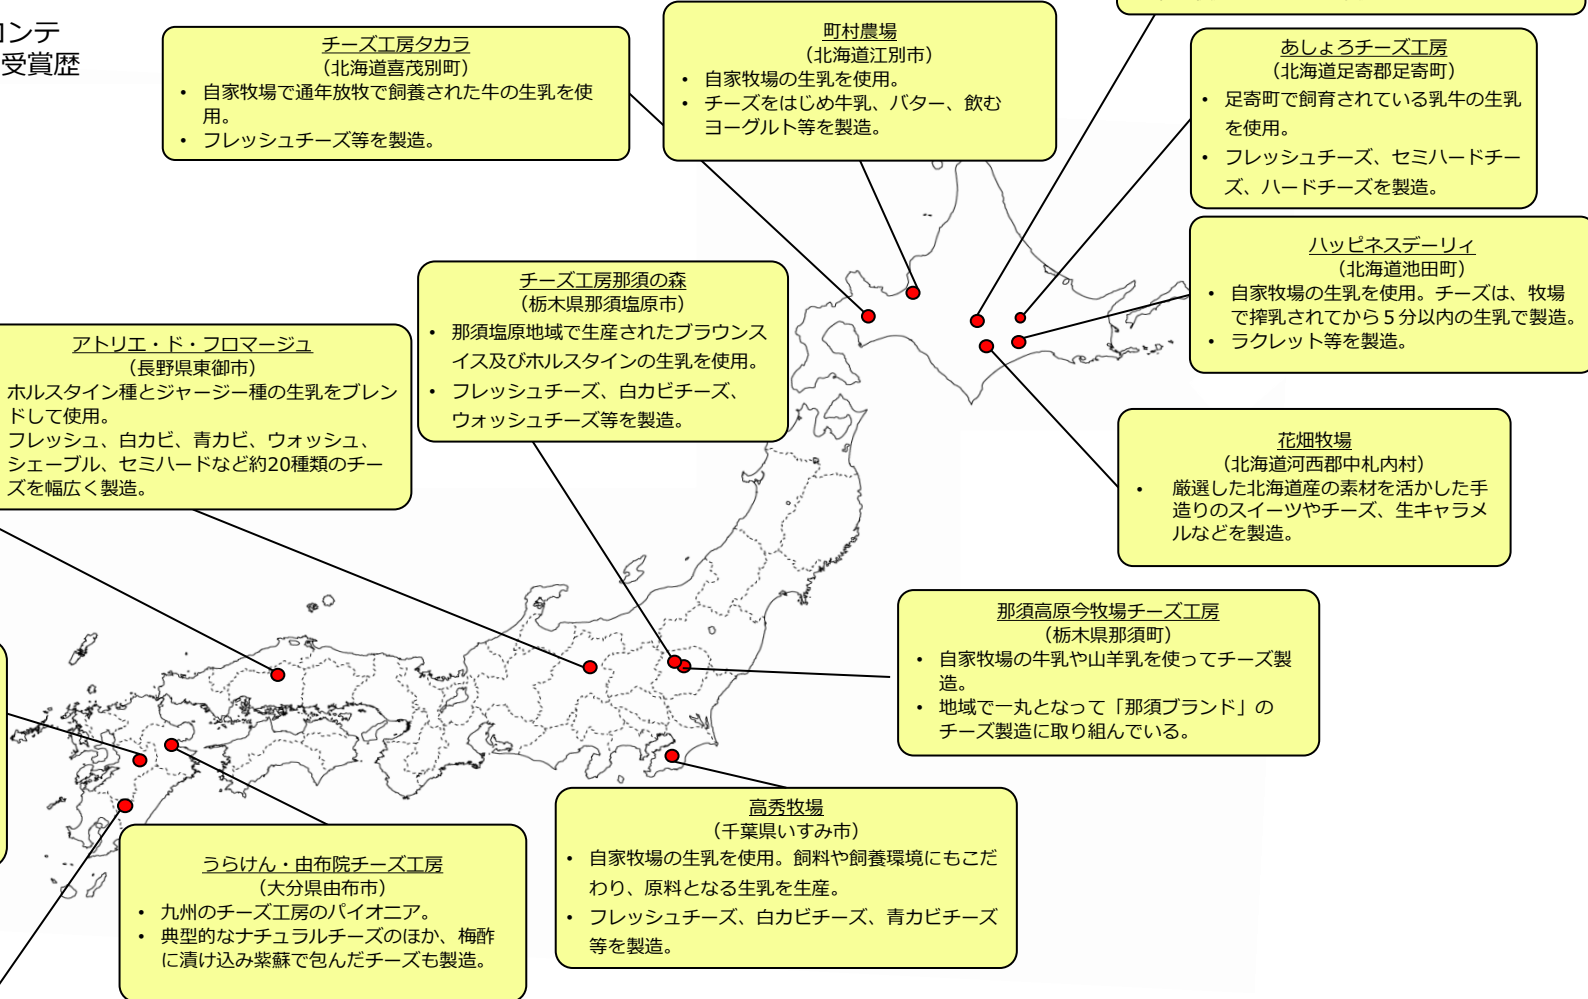 コンテ
受賞歴
チーズ工房タカラ
（北海道喜茂別町）
• 自家牧場で通年放牧で飼養された牛の生乳を使
用。
• フレッシュチーズ等を製造。
町村農場
（北海道江別市）
• 自家牧場の生乳を使用。
• チーズをはじめ牛乳、バター、飲む
ヨーグルト等を製造。
あしょろチーズ工房
（北海道足寄郡足寄町）
• 足寄町で飼育されている乳牛の生乳
を使用。
• フレッシュチーズ、セミハードチー
ズ、ハードチーズを製造。
ハッピネスデーリィ
（北海道池田町）
• 自家牧場の生乳を使用。チーズは、牧場
で搾乳されてから５分以内の生乳で製造。
• ラクレット等を製造。
チーズ工房那須の森
（栃木県那須塩原市）
• 那須塩原地域で生産されたブラウンス
イス及びホルスタインの生乳を使用。
• フレッシュチーズ、白カビチーズ、
ウォッシュチーズ等を製造。
アトリエ・ド・フロマージュ
（長野県東御市）
ホルスタイン種とジャージー種の生乳をブレン
ドして使用。
フレッシュ、白カビ、青カビ、ウォッシュ、
シェーブル、セミハードなど約20種類のチー
ズを幅広く製造。
花畑牧場
（北海道河西郡中札内村）
• 厳選した北海道産の素材を活かした手
造りのスイーツやチーズ、生キャラメ
ルなどを製造。
那須高原今牧場チーズ工房
（栃木県那須町）
• 自家牧場の牛乳や山羊乳を使ってチーズ製
造。
• 地域で一丸となって「那須ブランド」の
チーズ製造に取り組んでいる。
高秀牧場
（千葉県いすみ市）
• 自家牧場の生乳を使用。飼料や飼養環境にもこだ
わり、原料となる生乳を生産。
• フレッシュチーズ、白カビチーズ、青カビチーズ
等を製造。
うらけん・由布院チーズ工房
（大分県由布市）
• 九州のチーズ工房のパイオニア。
• 典型的なナチュラルチーズのほか、梅酢
に漬け込み紫蘇で包んだチーズも製造。